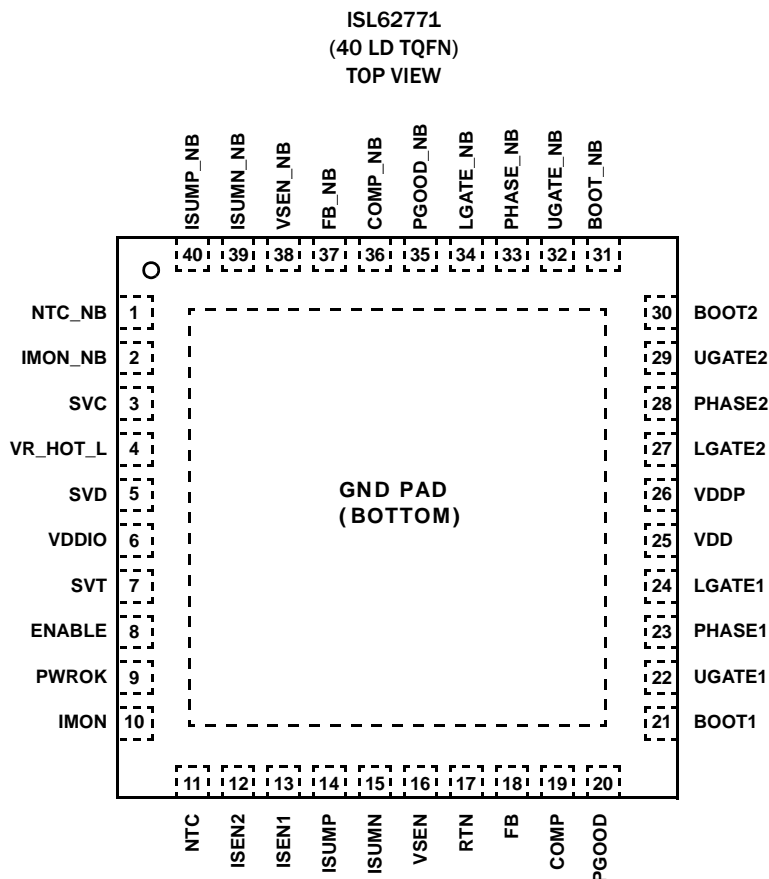 ISL62771
(40 LD TQFN)
TOP VIEW
ISUMP_NB
ISUMN_NB
VSEN_NB
FB_NB
COMP_NB
PGOOD_NB
LGATE_NB
PHASE_NB
UGATE_NB
BOOT_NB
40 39 38 37 36 35 34 33 32 31
NTC_NB 1
IMON_NB 2
SVC 3
VR_HOT_L 4
SVD 5
VDDIO 6
SVT 7
ENABLE 8
PWROK 9
IMON 10
GND PAD
(BOTTOM)
30 BOOT2
29 UGATE2
28 PHASE2
27 LGATE2
26 VDDP
25 VDD
24 LGATE1
23 PHASE1
22 UGATE1
21 BOOT1
11 12 13 14 15 16 17 18 19 20
NTC
ISEN2
ISEN1
ISUMP
ISUMN
VSEN
RTN
FB
COMP
PGOOD